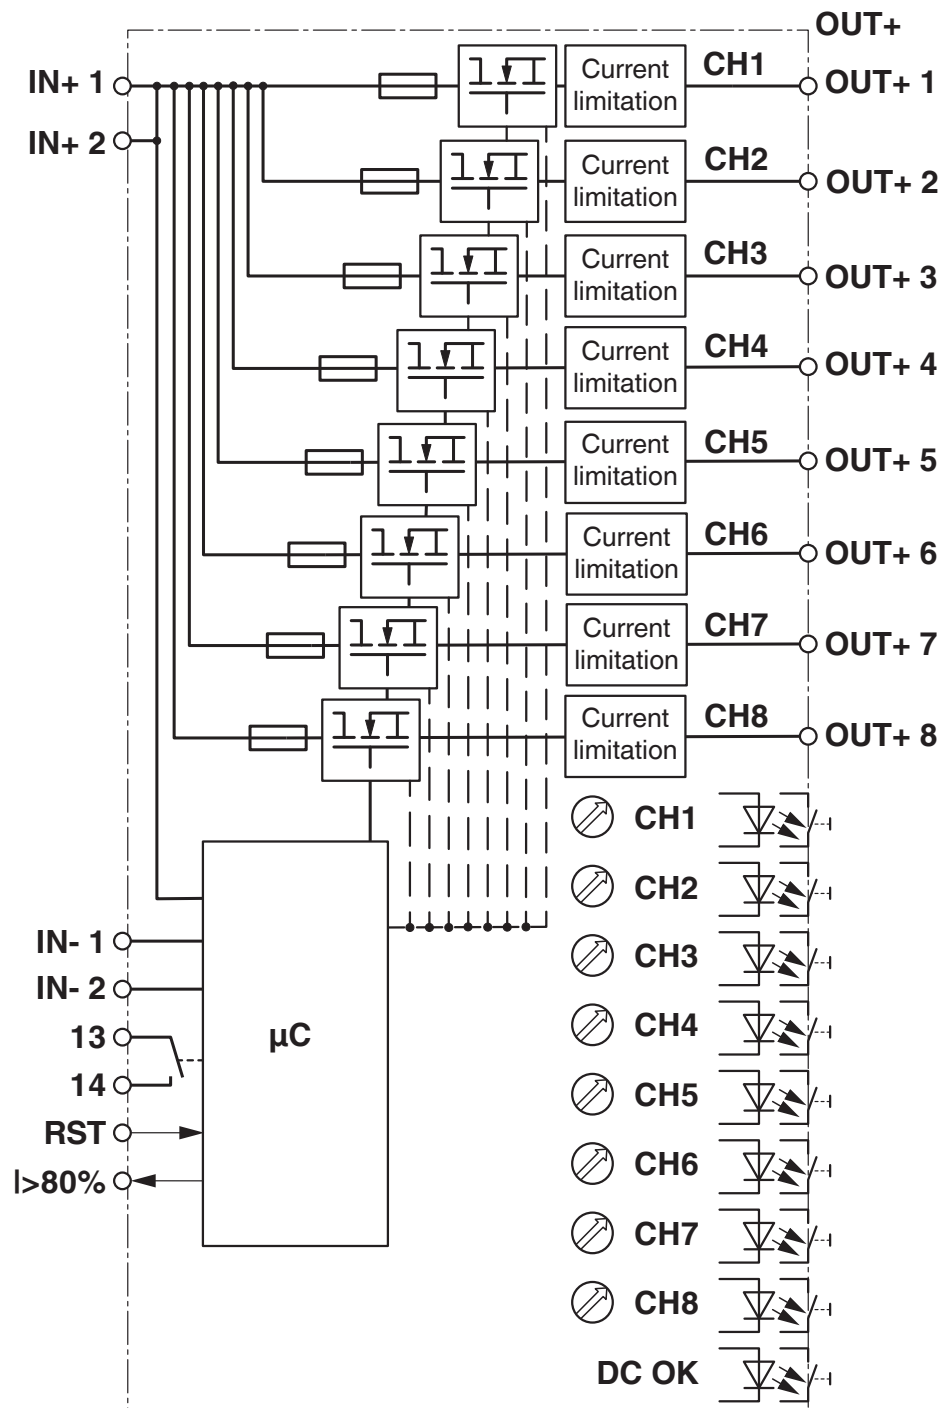 OUT+
IN+ 1
Current
limitation
CH1
OUT+ 1
IN+ 2
Current
limitation
CH2
OUT+ 2
Current
limitation
CH3
OUT+ 3
Current
limitation
CH4
OUT+ 4
Current
limitation
CH5
OUT+ 5
Current
limitation
CH6
OUT+ 6
Current
limitation
CH7
OUT+ 7
Current
limitation
CH8
OUT+ 8
IN- 1
IN- 2
13
14
RST
I>80%
µC
CH1
CH2
CH3
CH4
CH5
CH6
CH7
CH8
DC OK